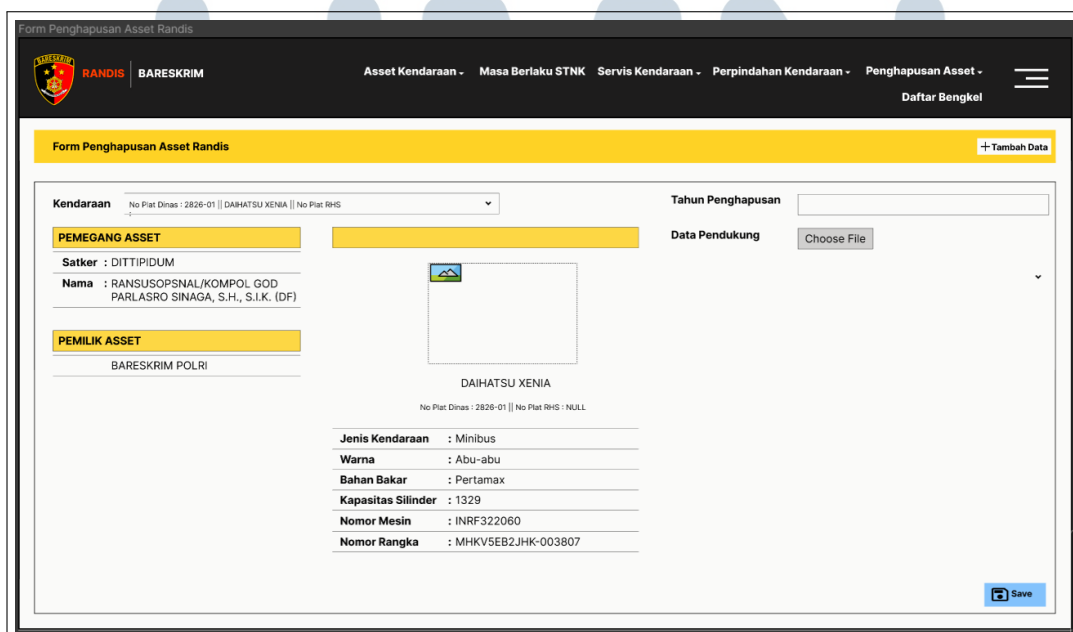 Form Penghapusan Asset Randis
BARESKRIM
RANDIS BARESKRIM
Asset Kendaraan Masa Berlaku STNK Servis Kendaraan Perpindahan Kendaraan Penghapusan Asset
Daftar Bengkel
Form Penghapusan Asset Randis
+ Tambah Data
Kendaraan No Plat Dinas : 2826-01 || DAIHATSU XENIA || No Plat RHS
:
Tahun Penghapusan
Data Pendukung Choose File
PEMEGANG ASSET
Satker : DITTIPIDUM
Nama : RANSUSOPSNAL/KOMPOL GOD
PARLASRO SINAGA, S.H., S.I.K. (DF)
PEMILIK ASSET
BARESKRIM POLRI
DAIHATSU XENIA
No Plat Dinas : 2826-01 || No Plat RHS : NULL
Jenis Kendaraan : Minibus
Warna : Abu-abu
Bahan Bakar : Pertamax
Kapasitas Silinder : 1329
Nomor Mesin : INRF322060
Nomor Rangka : MHKV5EB2JHK-003807
Save